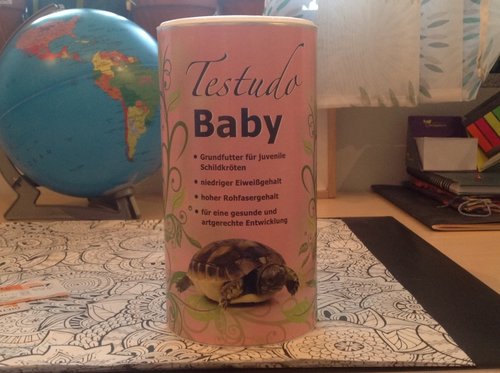 Testudo
Baby
• Grundfutter für juvenile
Schildkröten
• niedriger Eiweißgehalt
• hoher Rohfasergehalt
• für eine gesunde und
artgerechte Entwicklung